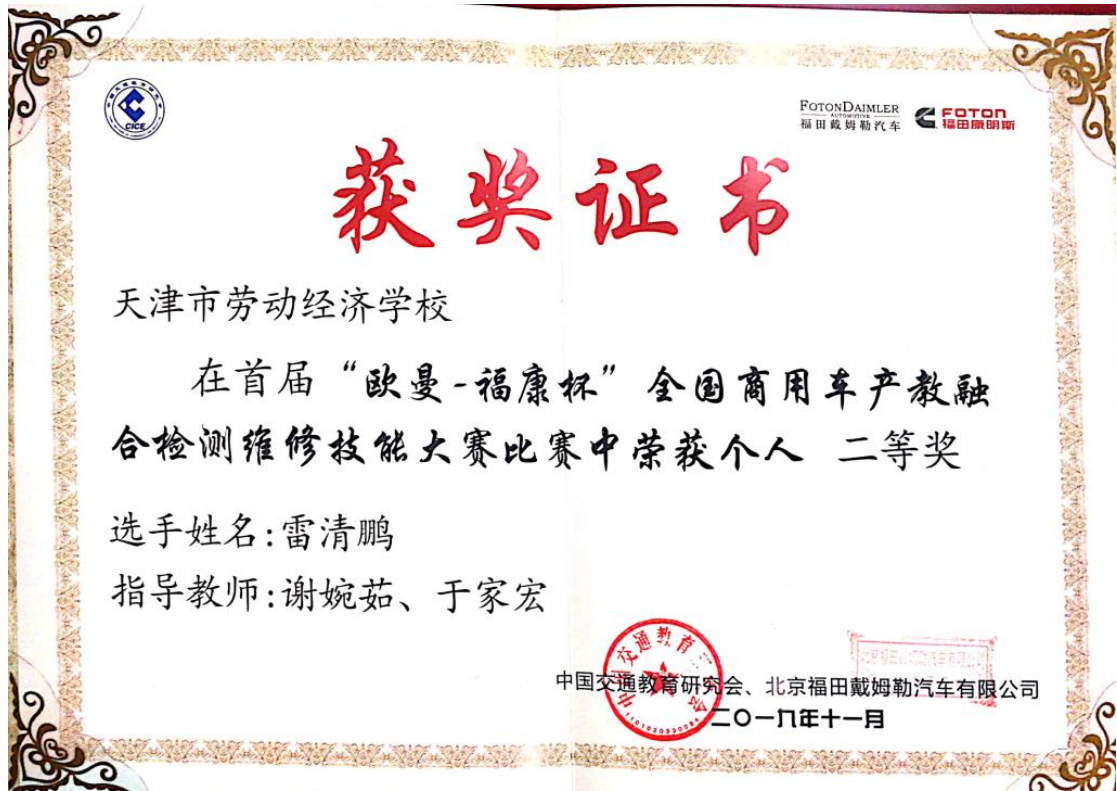 CICE
FOTONDAIMLER
AUTOMOTIVE
福田戴姆勒汽车
FOTON
福田康明斯
获奖证书
天津市劳动经济学校
在首届“欧曼-福康杯”全国商用车产教融
合检测维修技能大赛比赛中荣获个人 二等奖
选手姓名:雷清鹏
指导教师:谢婉茹、于家宏
中国交通教育研究会、北京福田戴姆勒汽车有限公司
二〇一九年十一月